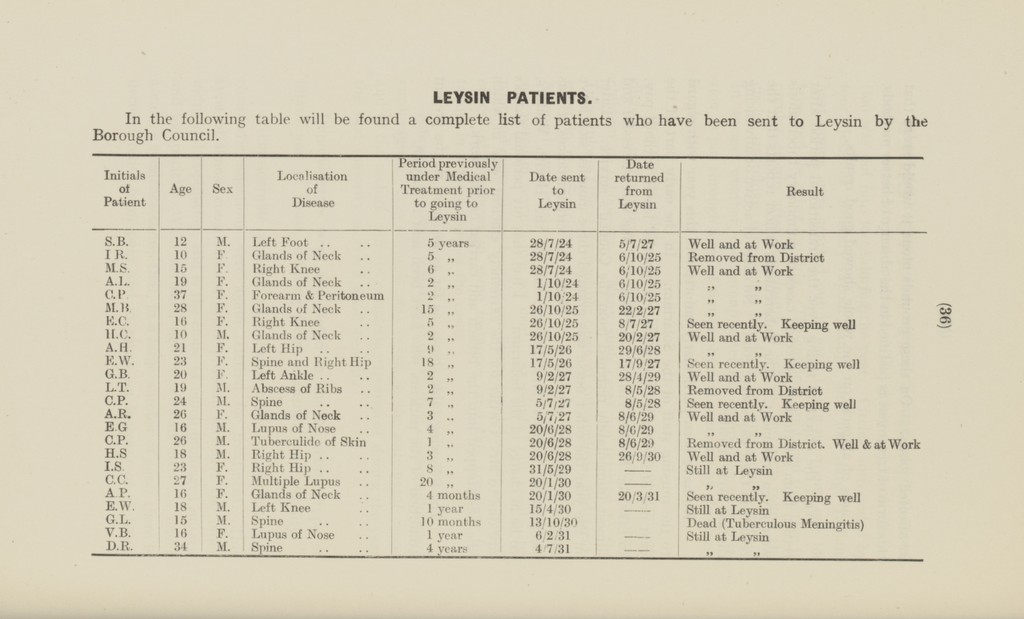 LEYSIN PATIENTS.
In the following table will be found a complete list of patients who have been sent to Leysin by the
Borough Council.
Initials of Patient | Age | Sex | Localisation of Disease | Period previously under Medical Treatment prior to going to Leysin | Date sent to Leysin | Date returned from Leysin | Result
S.B. 12 M. Left Foot .. .. 5 years 28/7/24 5/7/27 Well and at Work
I R. 10 F Glands of Neck .. 5 ,, 28/7/24 6/10/25 Removed from District
M.S. 15 F. Right Knee .. 6 ,, 28/7/24 6/10/25 Well and at Work
A.L. 19 F. Glands of Neck .. 2 ,, 1/10/24 6/10/25 ,, ,,
C.P. 37 F. Forearm & Peritoneum 2 ,, 1/10/24 6/10/25 ,, ,,
M.B. 28 F. Glands of Neck .. 15 ,, 26/10/25 22/2/27 ,, ,,
E.C. 16 F. Right Knee .. 5 ,, 26/10/25 8/7/27 Seen recently. Keeping well
H.C. 10 M. Glands of Neck .. 2 ,, 26/10/25 20/2/27 Well and at Work
A.H. 21 F. Left Hip .. .. 9 ,, 17/5/26 29/6/28 ,, ,,
E.W. 23 F. Spine and Right Hip 18 ,, 17/5/26 17/9/27 Seen recently. Keeping well
G.B. 20 F. Left Ankle .. .. 2 ,, 9/2/27 28/4/29 Well and at Work
L.T. 19 M. Abscess of Ribs .. 2 ,, 9/2/27 8/5/28 Removed from District
C.P. 24 M. Spine .. .. 7 ,, 5/7/27 8/5/28 Seen recently. Keeping well
A.R. 26 F. Glands of Neck .. 3 ,, 5/7/27 8/6/29 Well and at Work
E.G 16 M. Lupus of Nose .. 4 ,, 20/6/28 8/6/29 ,, ,,
C.P. 26 M. Tuberculide of Skin 1 ,, 20/6/28 8/6/29 Removed from District. Well & at Work
H.S 18 M. Right Hip .. .. 3 ,, 20/6/28 26/9/30 Well and at Work
I.S. 23 F. Right Hip .. .. 8 ,, 31/5/29 — Still at Leysin
C.C. 27 F. Multiple Lupus .. 20 ,, 20/1/30 — ,, ,,
A P. 16 F. Glands of Neck .. 4 months 20/1/30 20/3/31 Seen recently. Keeping well
E.W. 18 M. Left Knee .. 1 year 15/4/30 — Still at Leysin
G.L. 15 M. Spine .. .. 10 months 13/10/30 Dead (Tuberculous Meningitis)
V.B. 16 F. Lupus of Nose .. 1 year 6/2/31 — Still at Leysin
D.R. 34 M. Spine .. .. 4 years 4/7/31 — ,, ,,
(36)